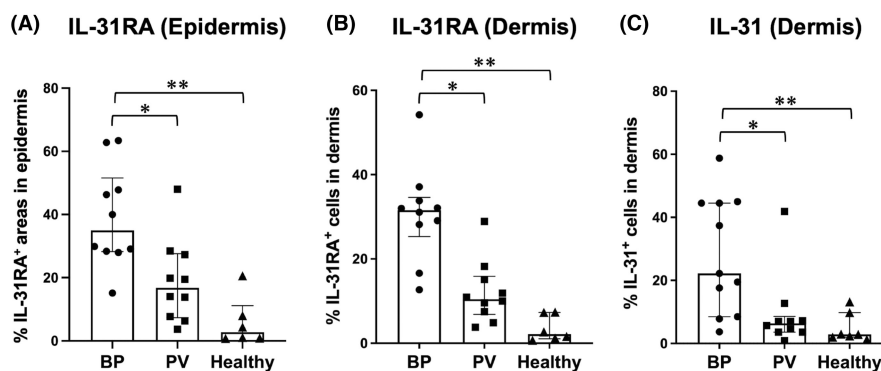 (A) IL-31RA (Epidermis)
% IL-31RA+ areas in epidermis
80
60
40
20
0
**
*
BP PV Healthy
(B) IL-31RA (Dermis)
% IL-31RA+ cells in dermis
60
40
20
0
**
*
BP PV Healthy
(C) IL-31 (Dermis)
% IL-31+ cells in dermis
80
60
40
20
0
**
*
BP PV Healthy